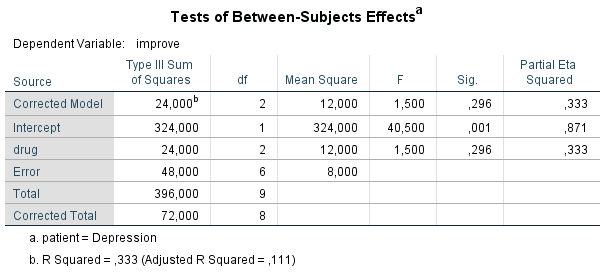 Tests of Between-Subjects Effectsa
Dependent Variable: improve
Source Type III Sum of Squares df Mean Square F Sig. Partial Eta Squared
Corrected Model 24,000b 2 12,000 1,500 ,296 ,333
Intercept 324,000 1 324,000 40,500 ,001 ,871
drug 24,000 2 12,000 1,500 ,296 ,333
Error 48,000 6 8,000
Total 396,000 9
Corrected Total 72,000 8
a. patient = Depression
b. R Squared = ,333 (Adjusted R Squared = ,111)